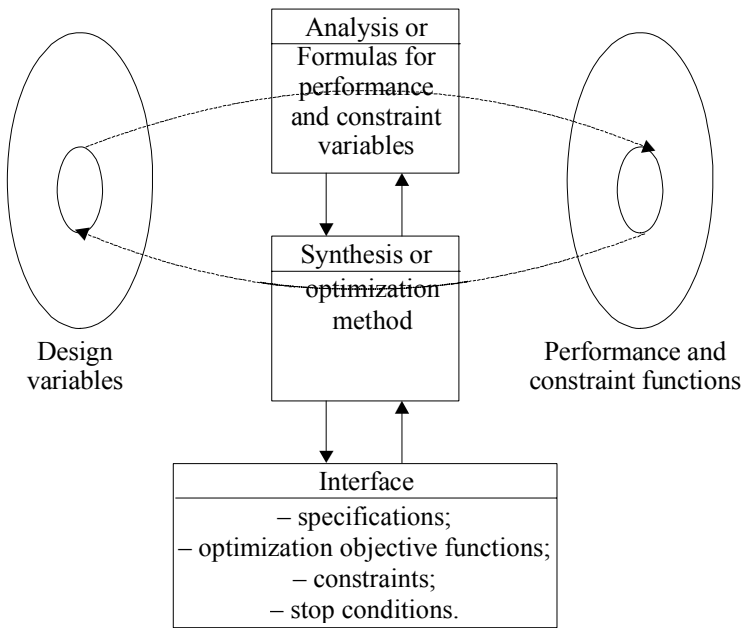 Analysis or
Formulas for
performance
and constraint
variables
Synthesis or
optimization
method
Design
variables
Performance and
constraint functions
Interface
– specifications;
– optimization objective functions;
– constraints;
– stop conditions.